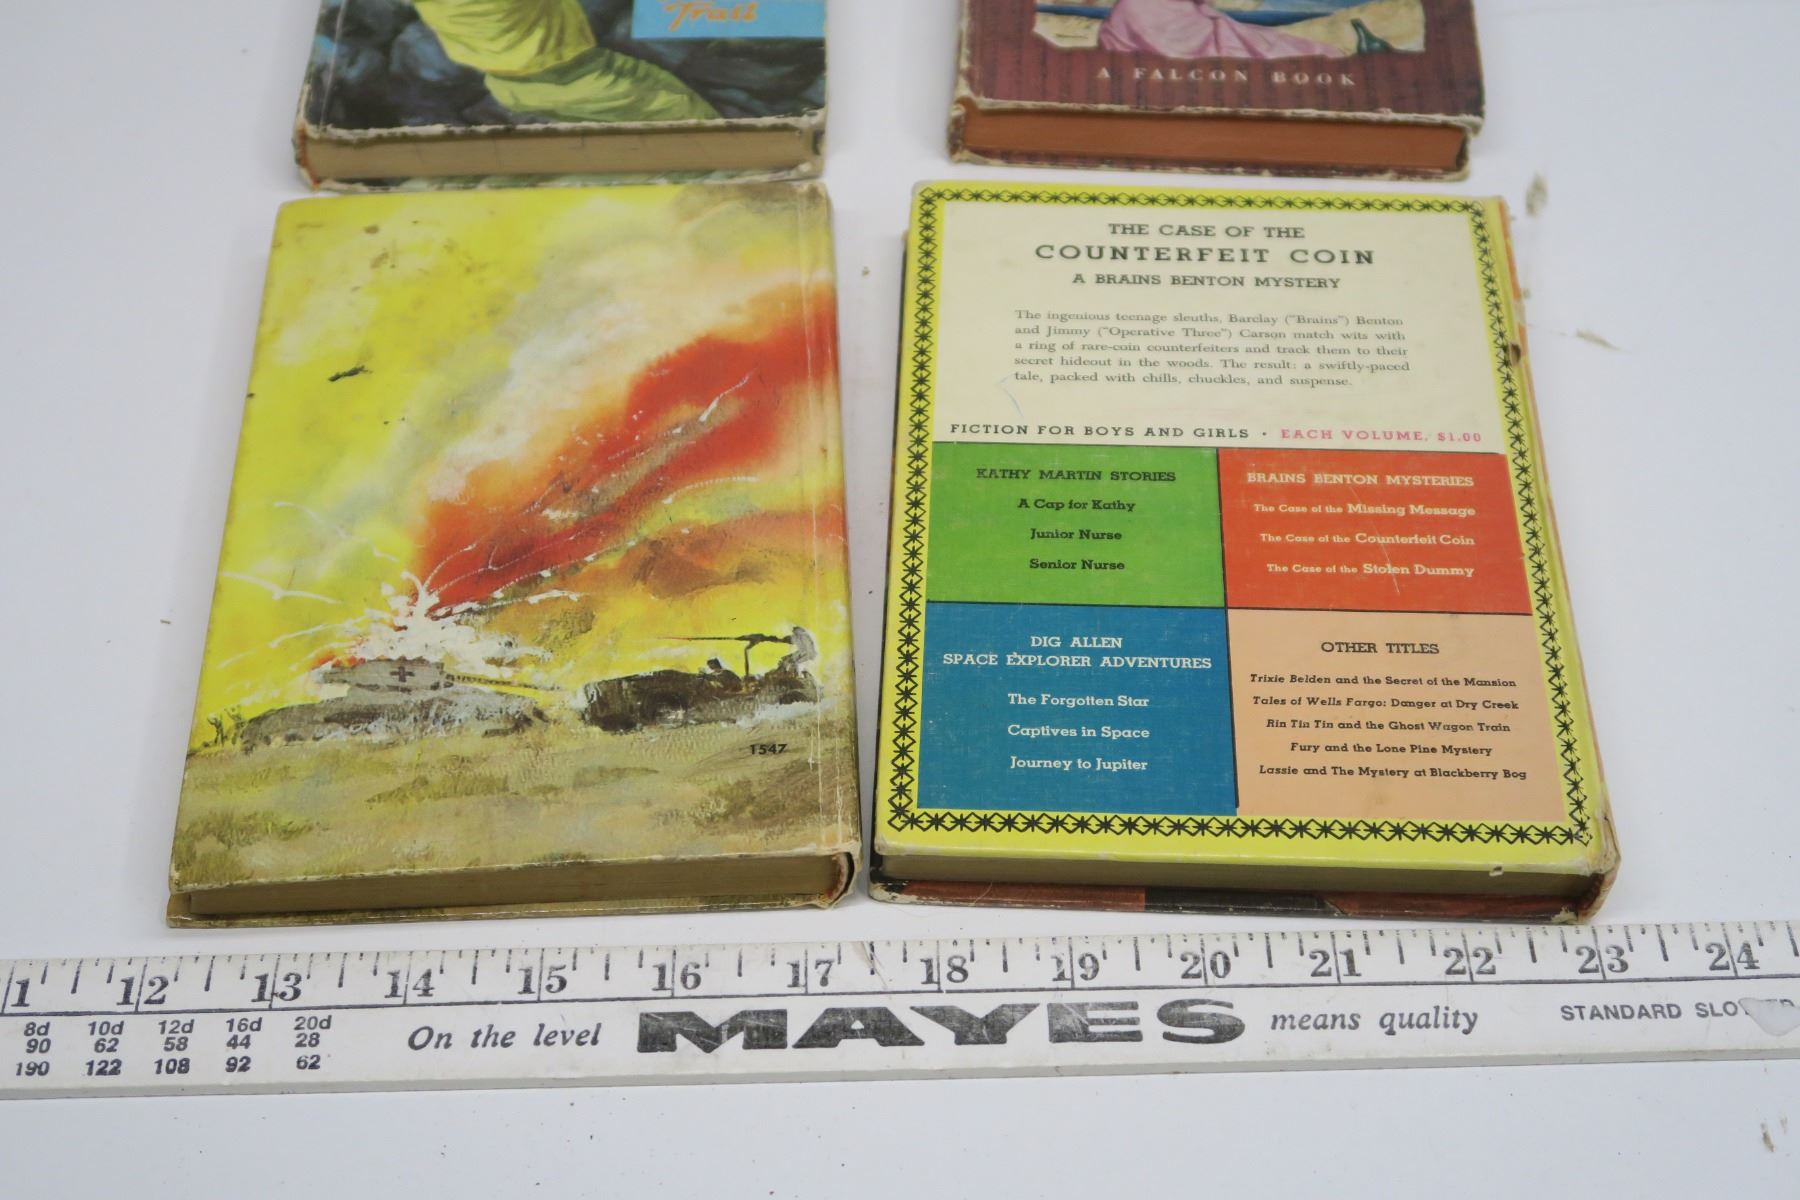 Trail
A FALCON BOOK
1547
THE CASE OF THE
COUNTERFEIT COIN
A BRAINS BENTON MYSTERY
The ingenious teenage sleuths, Barclay ("Brains") Benton
and Jimmy ("Operative Three") Carson match wits with
a ring of rare-coin counterfeiters and track them to their
secret hideout in the woods. The result: a swiftly-paced
tale, packed with chills, chuckles, and suspense.
FICTION FOR BOYS AND GIRLS • EACH VOLUME, $1.00
KATHY MARTIN STORIES
A Cap for Kathy
Junior Nurse
Senior Nurse
BRAINS BENTON MYSTERIES
The Case of the Missing Message
The Case of the Counterfeit Coin
The Case of the Stolen Dummy
DIG ALLEN
SPACE EXPLORER ADVENTURES
The Forgotten Star
Captives in Space
Journey to Jupiter
OTHER TITLES
Trixie Belden and the Secret of the Mansion
Tales of Wells Fargo: Danger at Dry Creek
Rin Tin Tin and the Ghost Wagon Train
Fury and the Lone Pine Mystery
Lassie and The Mystery at Blackberry Bog
1 12 13 14 15 16 17 18 19 20 21 22 23 24
8d 10d 12d 16d 20d
90 62 58 44 28
190 122 108 92 62
On the level MAYES means quality STANDARD